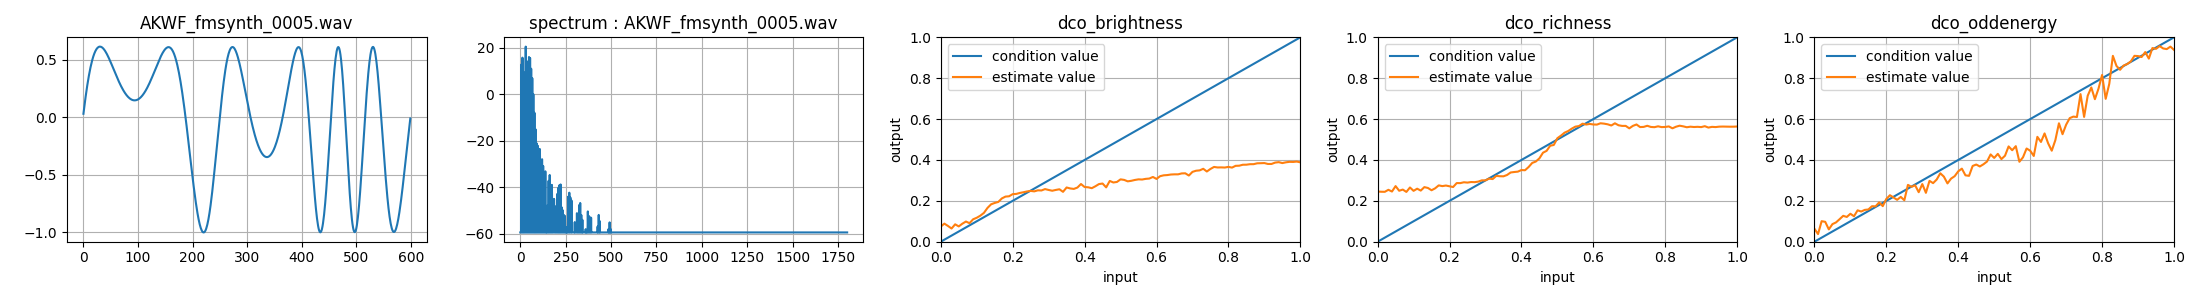 AKWF_fmsynth_0005.wav
0.5
0.0
−0.5
−1.0
0 100 200 300 400 500 600
spectrum : AKWF_fmsynth_0005.wav
20
0
−20
−40
−60
0 250 500 750 1000 1250 1500 1750
dco_brightness
condition value
estimate value
1.0
0.8
0.6
0.4
0.2
0.0
output
0.0 0.2 0.4 0.6 0.8 1.0
input
dco_richness
condition value
estimate value
1.0
0.8
0.6
0.4
0.2
0.0
output
0.0 0.2 0.4 0.6 0.8 1.0
input
dco_oddenergy
condition value
estimate value
1.0
0.8
0.6
0.4
0.2
0.0
output
0.0 0.2 0.4 0.6 0.8 1.0
input